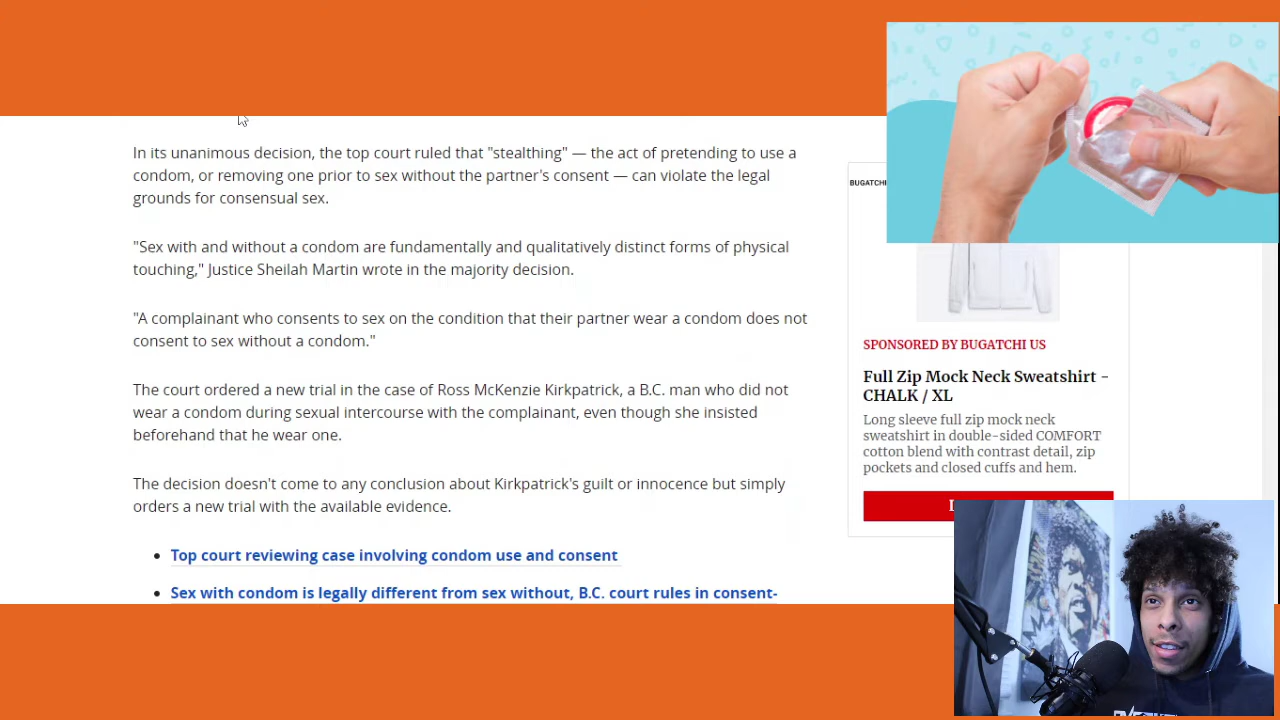 In its unanimous decision, the top court ruled that "stealthing" — the act of pretending to use a
condom, or removing one prior to sex without the partner's consent — can violate the legal
grounds for consensual sex.
"Sex with and without a condom are fundamentally and qualitatively distinct forms of physical
touching," Justice Sheilah Martin wrote in the majority decision.
"A complainant who consents to sex on the condition that their partner wear a condom does not
consent to sex without a condom."
The court ordered a new trial in the case of Ross McKenzie Kirkpatrick, a B.C. man who did not
wear a condom during sexual intercourse with the complainant, even though she insisted
beforehand that he wear one.
The decision doesn't come to any conclusion about Kirkpatrick's guilt or innocence but simply
orders a new trial with the available evidence.
• Top court reviewing case involving condom use and consent
• Sex with condom is legally different from sex without, B.C. court rules in consent-
BUGATCHI
SPONSORED BY BUGATCHI US
Full Zip Mock Neck Sweatshirt -
CHALK / XL
Long sleeve full zip mock neck
sweatshirt in double-sided COMFORT
cotton blend with contrast detail, zip
pockets and closed cuffs and hem.